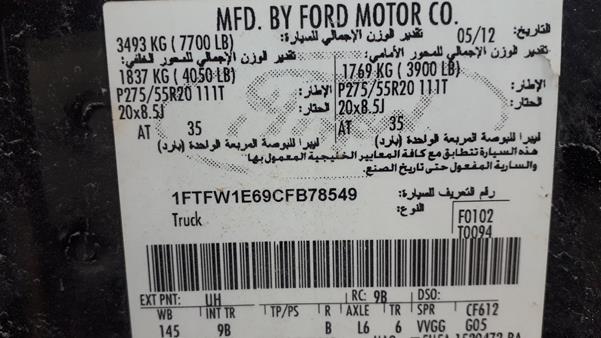 MFD. BY FORD MOTOR CO.
التاريخ: 05/12
تقدير الوزن الإجمالي للسيارة: 3493 KG ( 7700 LB)
تقدير الوزن الإجمالي للمحور الأمامي: تقدير الوزن الإجمالي للمحور الخلفي:
1837 KG ( 4050 LB) 1769 KG ( 3900 LB)
P275/55R20 111T الإطار: P275/55R20 111T الإطار:
20x8.5J الحتار: 20x8.5J الحتار:
AT 35 AT 35
ليبرا للبوصة المربعة الواحدة (بارد) ليبرا للبوصة المربعة الواحدة (بارد)
هذه السيارة تتطابق مع كافة المعايير الخليجية المعمول بها
والسارية المفعول حتى تاريخ الصنع.
1FTFW1E69CFB78549 رقم التعريف للسيارة:
Truck النوع: F0102
T0094
EXT PNT: UH RC: 9B DSO:
WB INT TR TP/PS R AXLE TR SPR CF612
145 9B B L6 6 VVGG G05